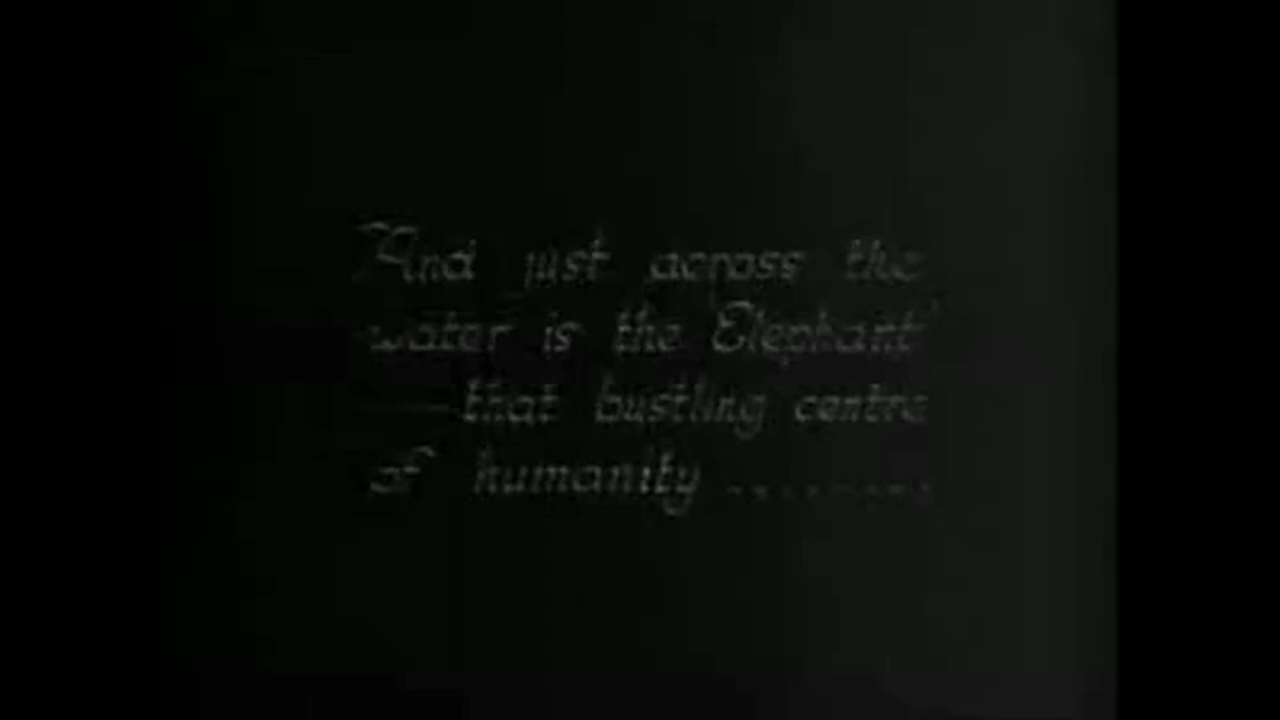 And just across the
water is the Elephant'
—that bustling centre
of humanity .........